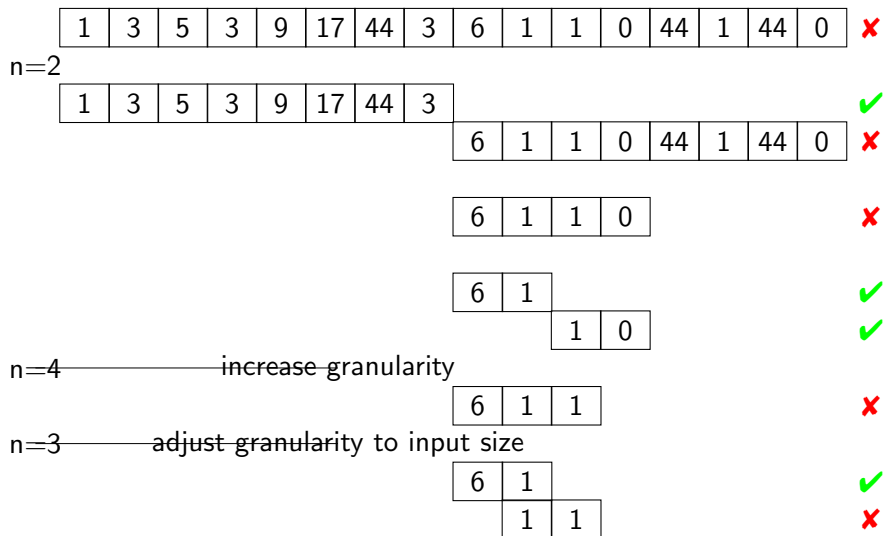 1 3 5 3 9 17 44 3 6 1 1 0 44 1 44 0 ✘
n=2
1 3 5 3 9 17 44 3 ✔
6 1 1 0 44 1 44 0 ✘
6 1 1 0 ✘
6 1 ✔
1 0 ✔
n=4 increase granularity
6 1 1 ✘
n=3 adjust granularity to input size
6 1 ✔
1 1 ✘